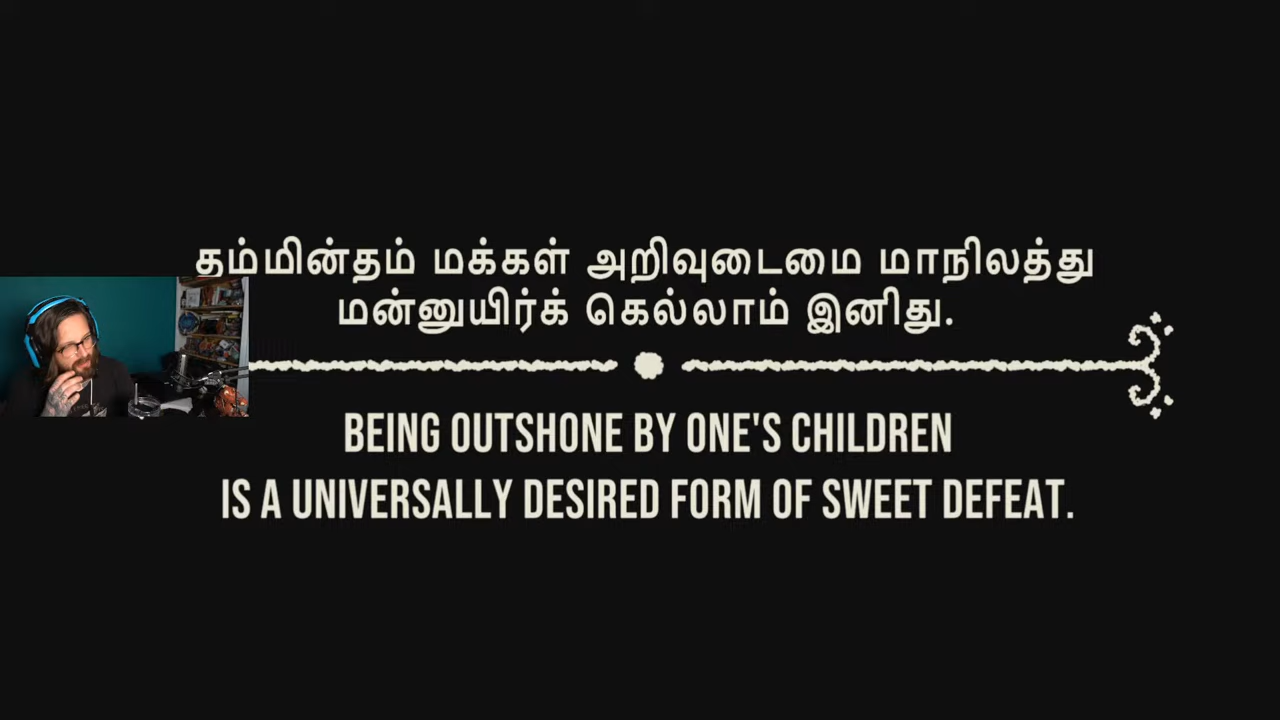 தம்மின்தம் மக்கள் அறிவுடைமை மாநிலத்து
மன்னுயிர்க் கெல்லாம் இனிது.
BEING OUTSHONE BY ONE'S CHILDREN
IS A UNIVERSALLY DESIRED FORM OF SWEET DEFEAT.